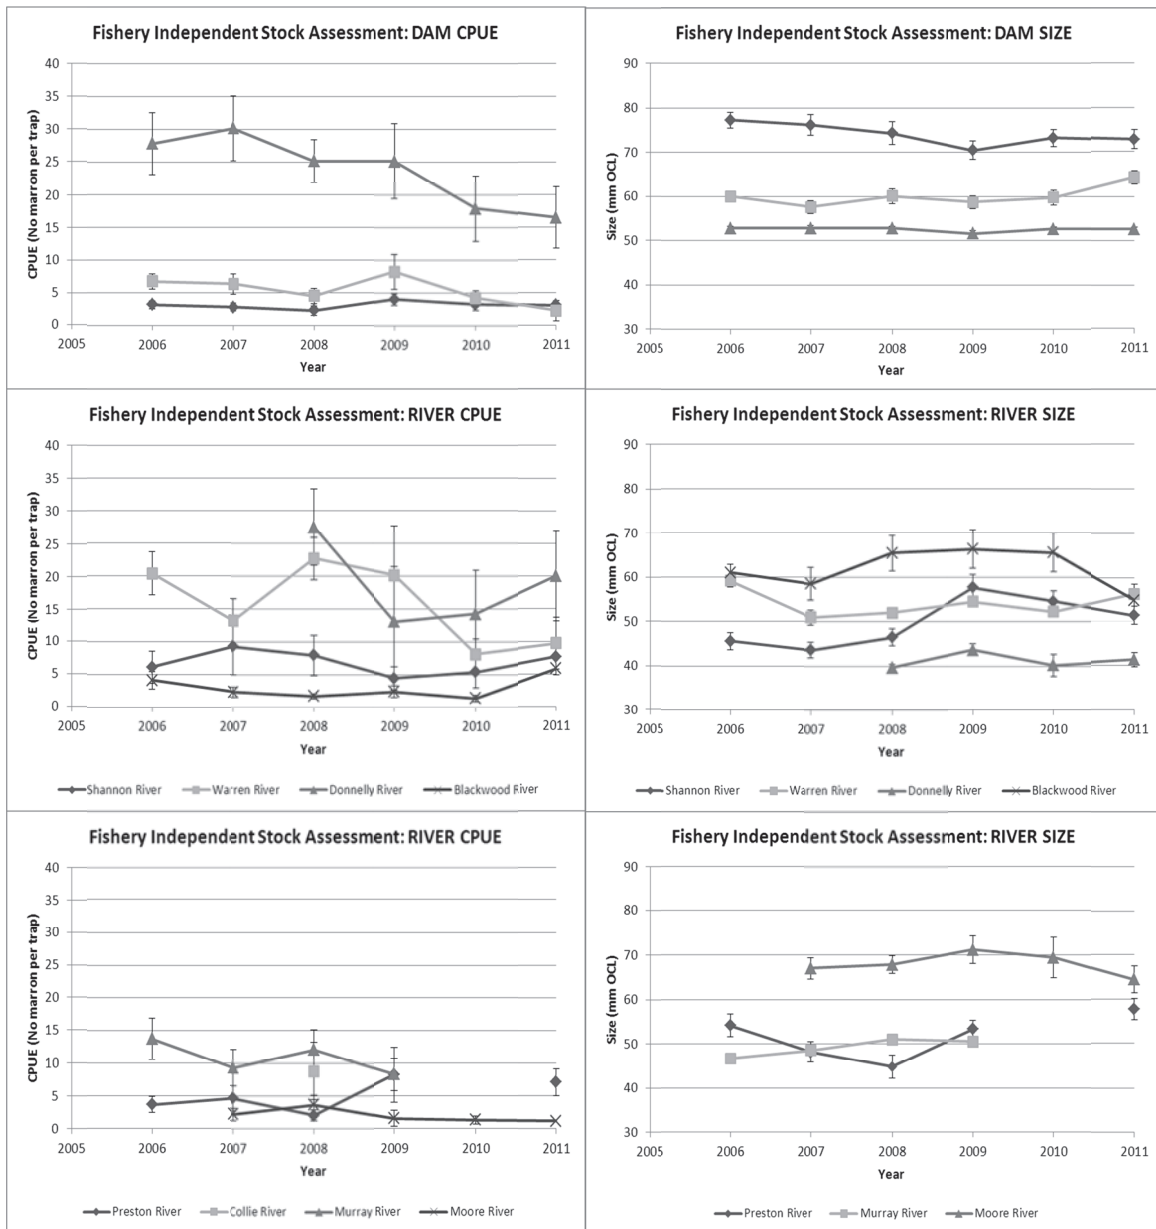 Fishery Independent Stock Assessment: DAM CPUE
CPUE (No marron per trap)
40
35
30
25
20
15
10
5
0
2005 2006 2007 2008 2009 2010 2011
Year
Fishery Independent Stock Assessment: DAM SIZE
Size (mm OCL)
90
80
70
60
50
40
30
2005 2006 2007 2008 2009 2010 2011
Year
Fishery Independent Stock Assessment: RIVER CPUE
CPUE (No marron per trap)
40
35
30
25
20
15
10
5
0
2005 2006 2007 2008 2009 2010 2011
Year
Shannon River Warren River Donnelly River Blackwood River
Fishery Independent Stock Assessment: RIVER SIZE
Size (mm OCL)
90
80
70
60
50
40
30
2005 2006 2007 2008 2009 2010 2011
Year
Shannon River Warren River Donnelly River Blackwood River
Fishery Independent Stock Assessment: RIVER CPUE
CPUE (No marron per trap)
40
35
30
25
20
15
10
5
0
2005 2006 2007 2008 2009 2010 2011
Year
Preston River Collie River Murray River Moore River
Fishery Independent Stock Assessment: RIVER SIZE
Size (mm OCL)
90
80
70
60
50
40
30
2005 2006 2007 2008 2009 2010 2011
Year
Preston River Murray River Moore River